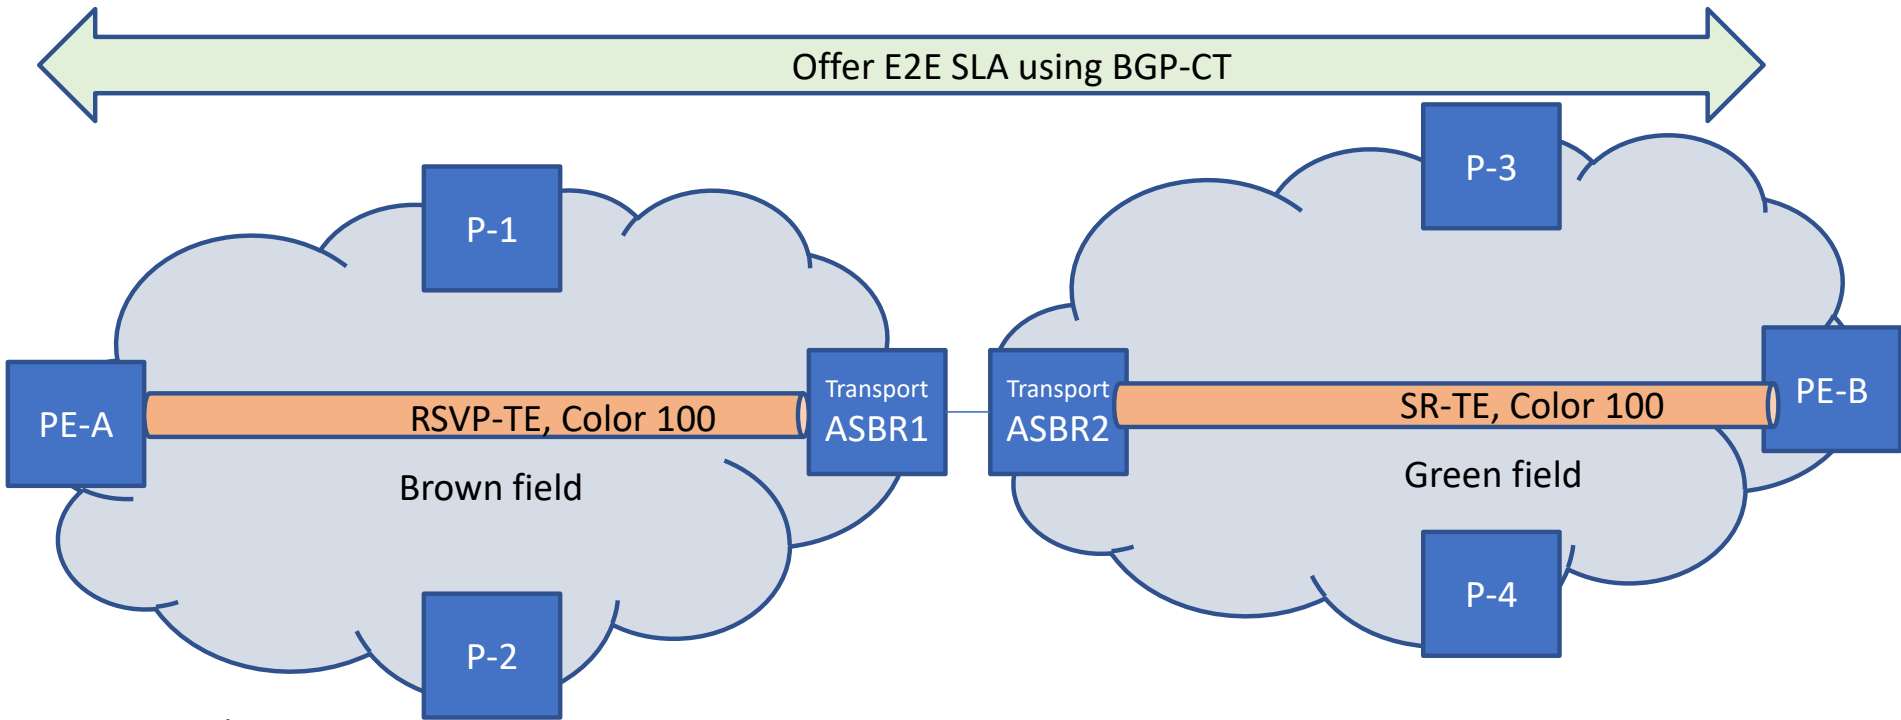 Offer E2E SLA using BGP-CT
P-3
P-1
PE-A
RSVP-TE, Color 100
Transport
ASBR1
Transport
ASBR2
SR-TE, Color 100
PE-B
Brown field
Green field
P-4
P-2